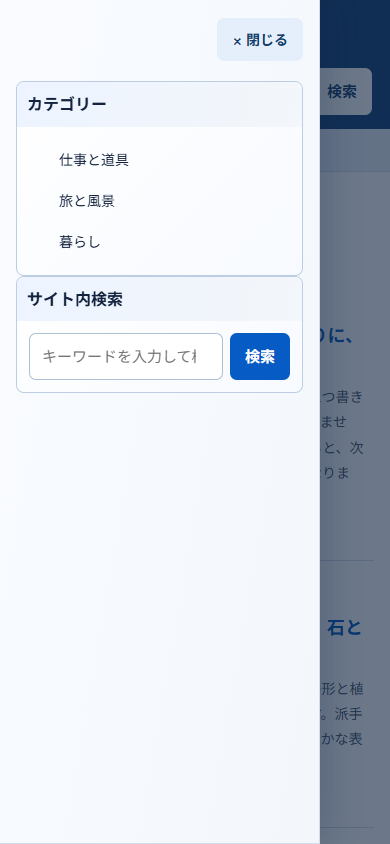 × 閉じる
検索
カテゴリー
仕事と道具
旅と風景
暮らし
サイト内検索
キーワードを入力して
検索
に、
つ書き
ませ
と、次
りま
石と
形と植
。派手
かな表